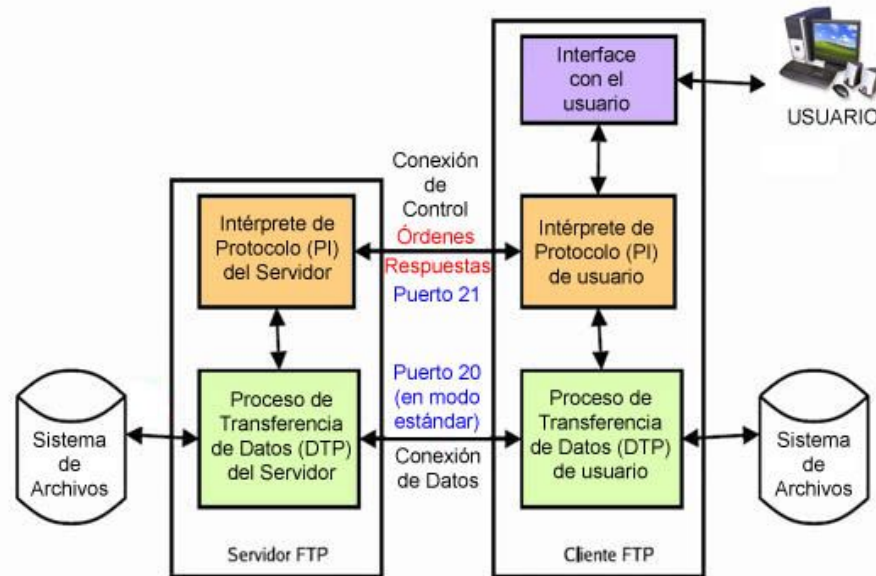 Interface
con el
usuario
USUARIO
Conexión
de
Control
Órdenes
Respuestas
Puerto 21
Intérprete de
Protocolo (PI)
del Servidor
Intérprete de
Protocolo (PI)
de usuario
Sistema
de
Archivos
Proceso de
Transferencia
de Datos (DTP)
del Servidor
Puerto 20
(en modo
estándar)
Conexión
de Datos
Proceso de
Transferencia
de Datos (DTP)
de usuario
Sistema
de
Archivos
Servidor FTP
Cliente FTP